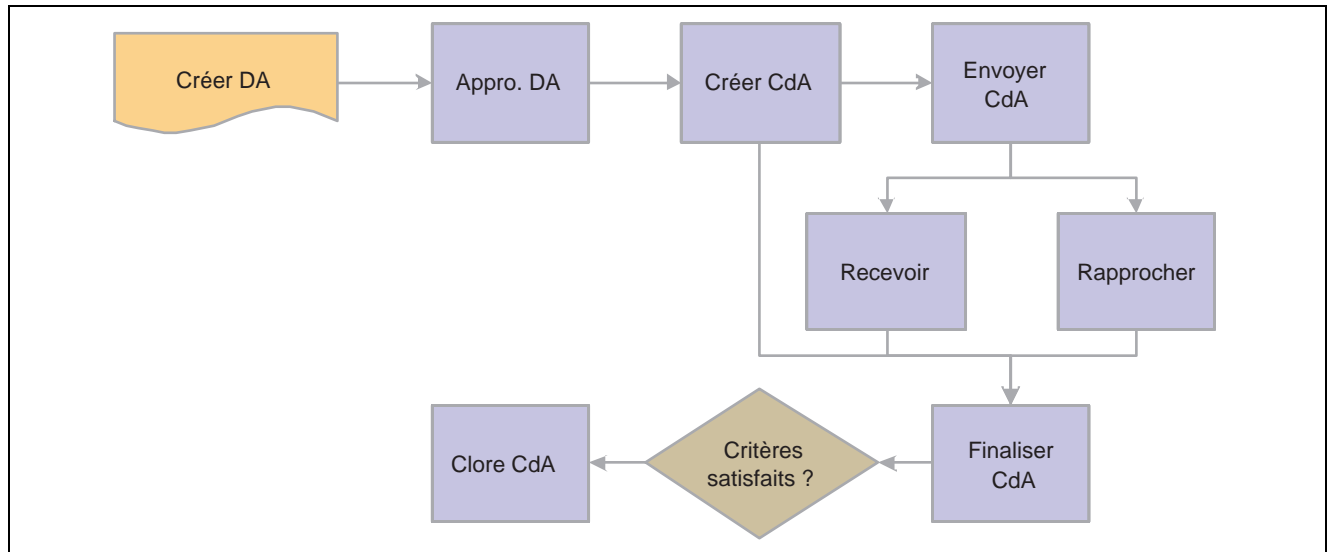 Créer DA
Appro. DA
Créer CdA
Envoyer
CdA
Recevoir
Rapprocher
Clore CdA
Critères
satisfaits ?
Finaliser
CdA